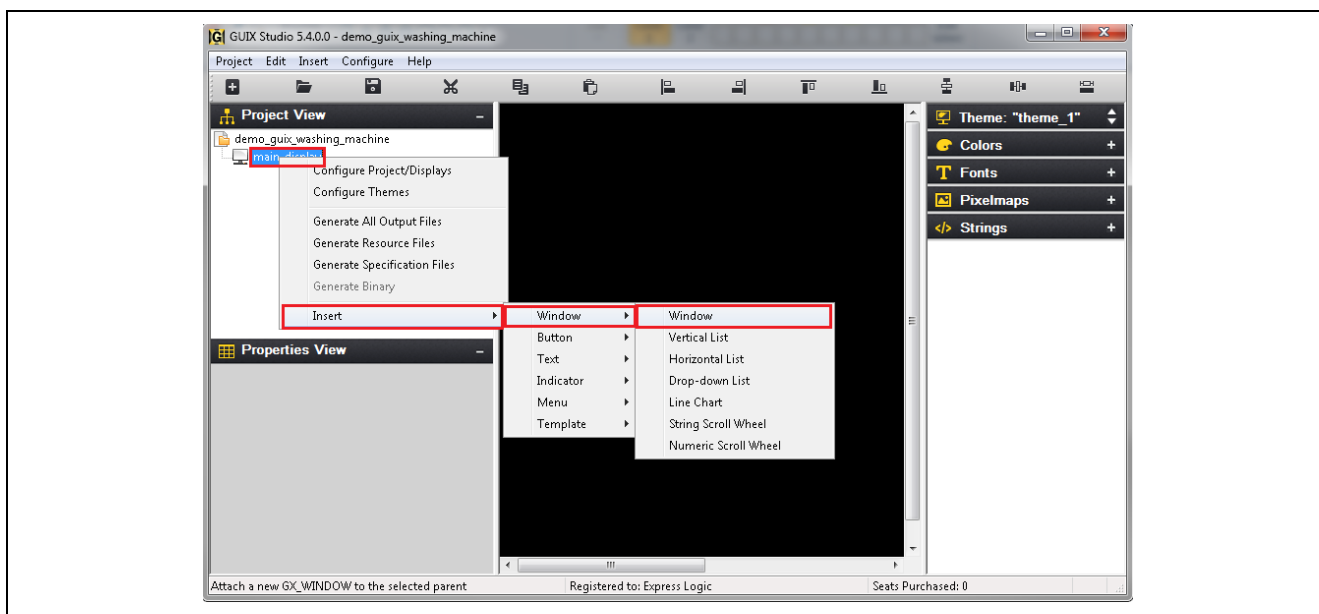 GUIX Studio 5.4.0.0 - demo_guix_washing_machine
Project Edit Insert Configure Help
Project View
demo_guix_washing_machine
main_display
Configure Project/Displays
Configure Themes
Generate All Output Files
Generate Resource Files
Generate Specification Files
Generate Binary
Insert
Window
Button
Text
Indicator
Menu
Template
Window
Vertical List
Horizontal List
Drop-down List
Line Chart
String Scroll Wheel
Numeric Scroll Wheel
Properties View
Theme: "theme_1"
Colors
Fonts
Pixelmaps
Strings
Attach a new GX_WINDOW to the selected parent
Registered to: Express Logic
Seats Purchased: 0